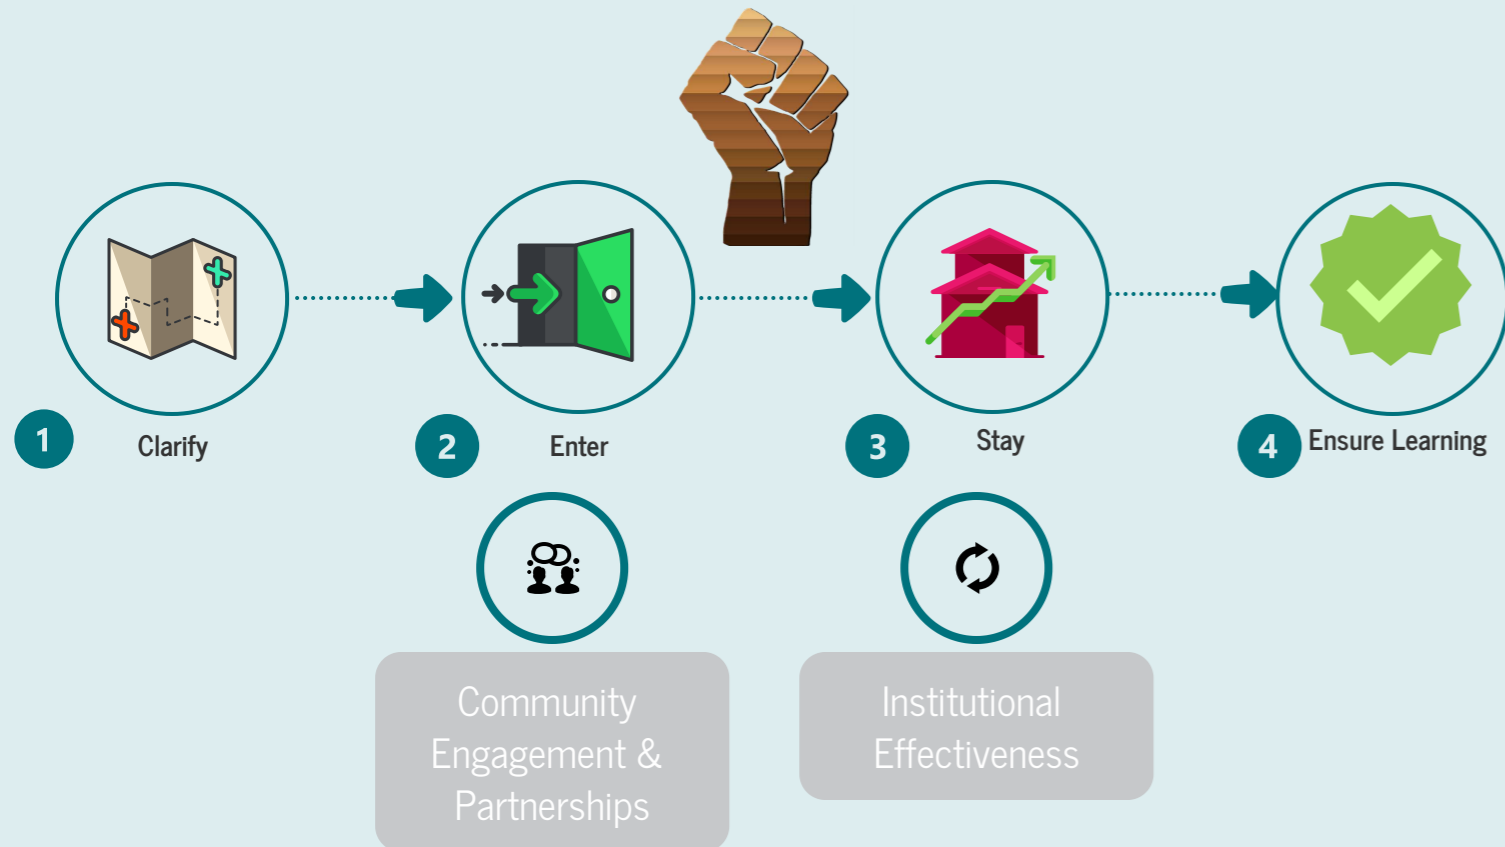 1
Clarify
2
Enter
3
Stay
4
Ensure Learning
Community
Engagement &
Partnerships
Institutional
Effectiveness